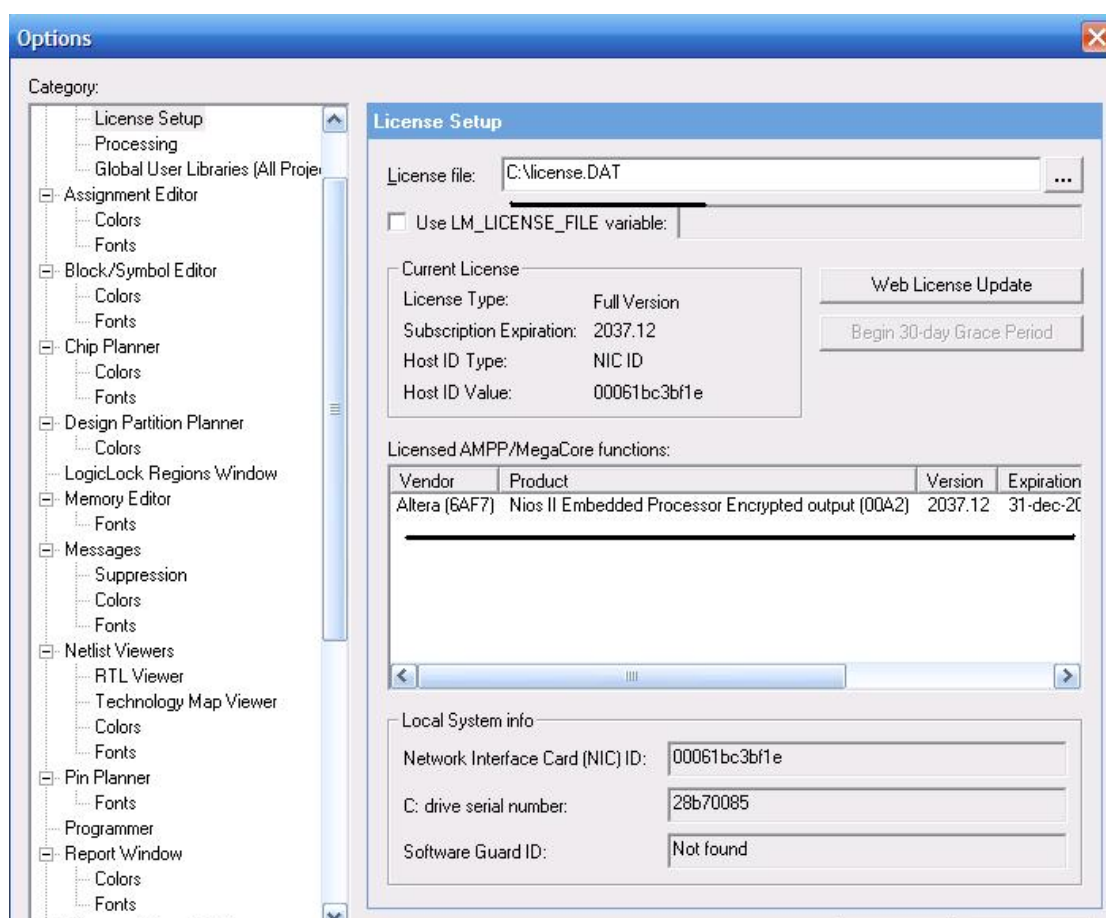 Options
Category:
License Setup
Processing
Global User Libraries (All Proje
Assignment Editor
Colors
Fonts
Block/Symbol Editor
Colors
Fonts
Chip Planner
Colors
Fonts
Design Partition Planner
Colors
LogicLock Regions Window
Memory Editor
Fonts
Messages
Suppression
Colors
Fonts
Netlist Viewers
RTL Viewer
Technology Map Viewer
Colors
Fonts
Pin Planner
Fonts
Programmer
Report Window
Colors
Fonts
License Setup
License file: C:\license.DAT ...
Use LM_LICENSE_FILE variable:
Current License
License Type: Full Version
Subscription Expiration: 2037.12
Host ID Type: NIC ID
Host ID Value: 00061bc3bf1e
Web License Update
Begin 30-day Grace Period
Licensed AMPP/MegaCore functions:
Vendor Product Version Expiration
Altera (6AF7) Nios II Embedded Processor Encrypted output (00A2) 2037.12 31-dec-20
Local System info
Network Interface Card (NIC) ID: 00061bc3bf1e
C: drive serial number: 28b70085
Software Guard ID: Not found